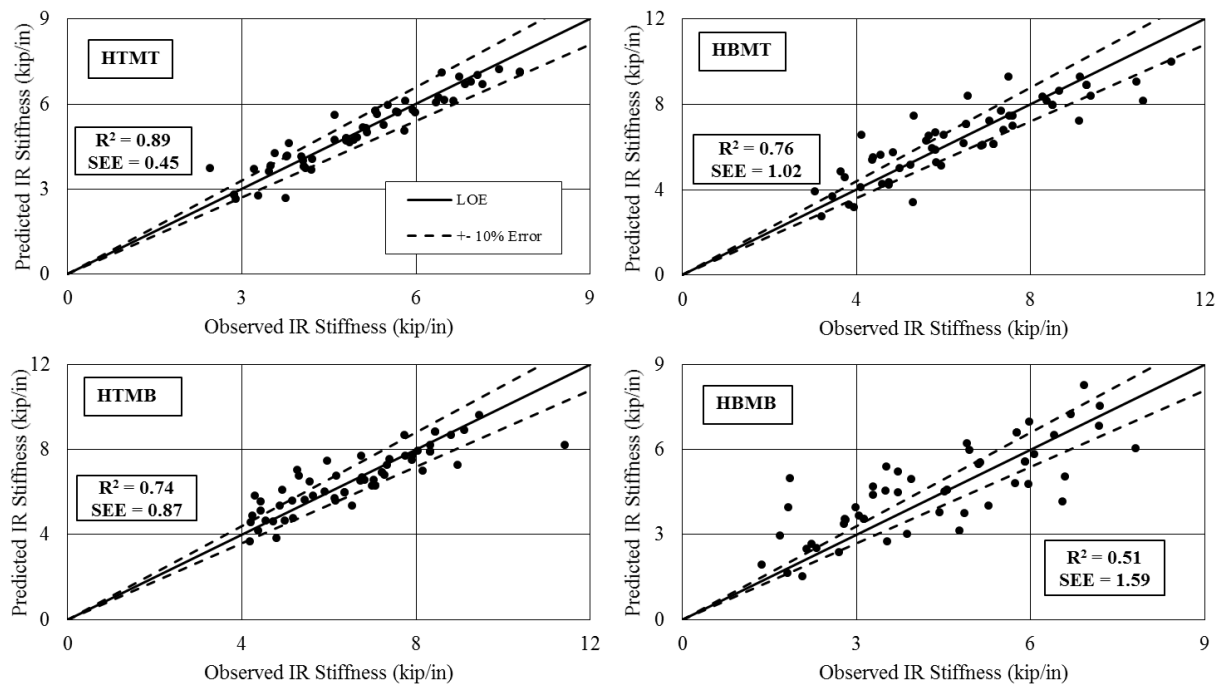 9
6
3
0
Predicted IR Stiffness (kip/in)
HTMT
R² = 0.89
SEE = 0.45
LOE
+- 10% Error
0 3 6 9
Observed IR Stiffness (kip/in)
12
8
4
0
Predicted IR Stiffness (kip/in)
HBMT
R² = 0.76
SEE = 1.02
0 4 8 12
Observed IR Stiffness (kip/in)
12
8
4
0
Predicted IR Stiffness (kip/in)
HTMB
R² = 0.74
SEE = 0.87
0 4 8 12
Observed IR Stiffness (kip/in)
9
6
3
0
Predicted IR Stiffness (kip/in)
HBMB
R² = 0.51
SEE = 1.59
0 3 6 9
Observed IR Stiffness (kip/in)